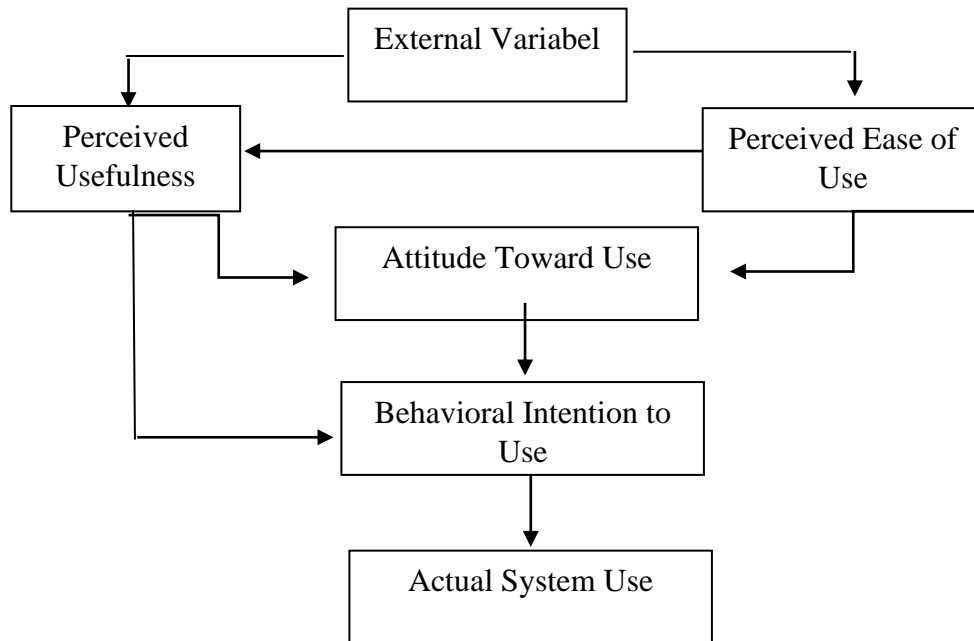 External Variabel
Perceived
Usefulness
Perceived Ease of
Use
Attitude Toward Use
Behavioral Intention to
Use
Actual System Use